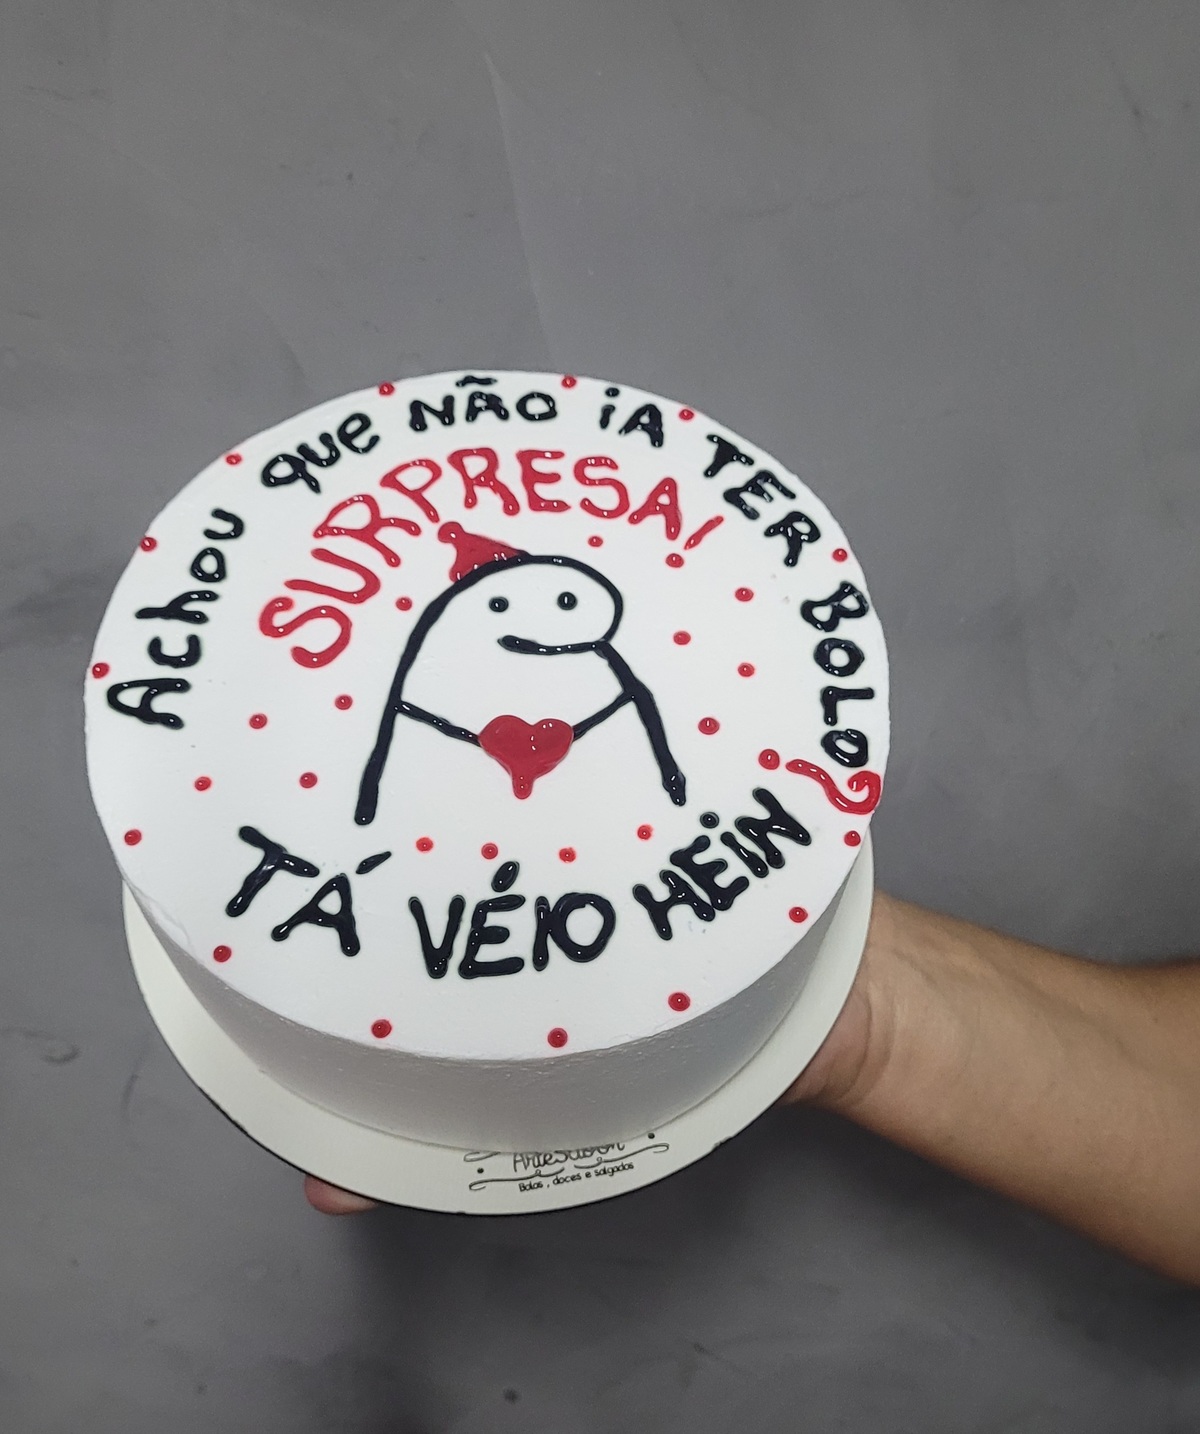 Achou que NÃO iA TER BOLO?
SURPRESA!
TÁ VÉIO HEiN
Bolos, doces e salgados